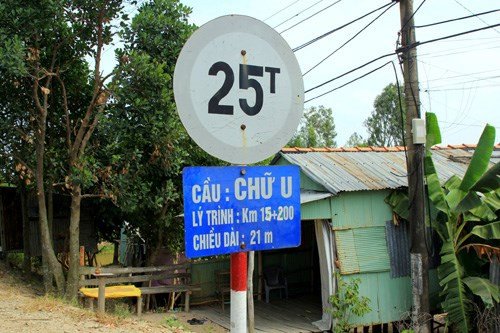 25T
CẦU : CHỮ U
LÝ TRÌNH : Km 15+200
CHIỀU DÀI : 21 m